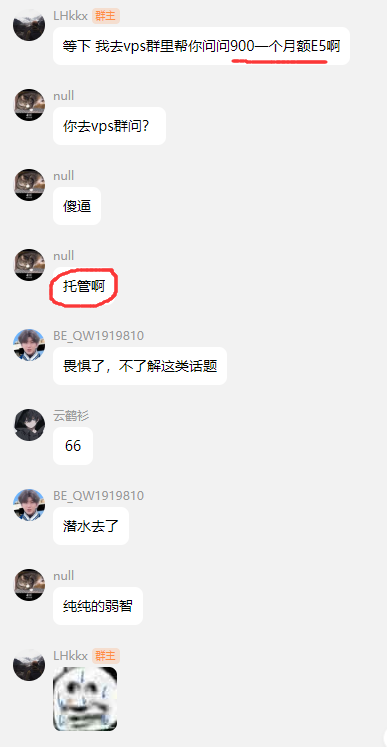 LHkkx 群主
等下 我去vps群里帮你问问900一个月额E5啊
null
你去vps群问?
null
傻逼
null
托管啊
BE_QW1919810
畏惧了，不了解这类话题
云鹤衫
66
BE_QW1919810
潜水去了
null
纯纯的弱智
LHkkx 群主